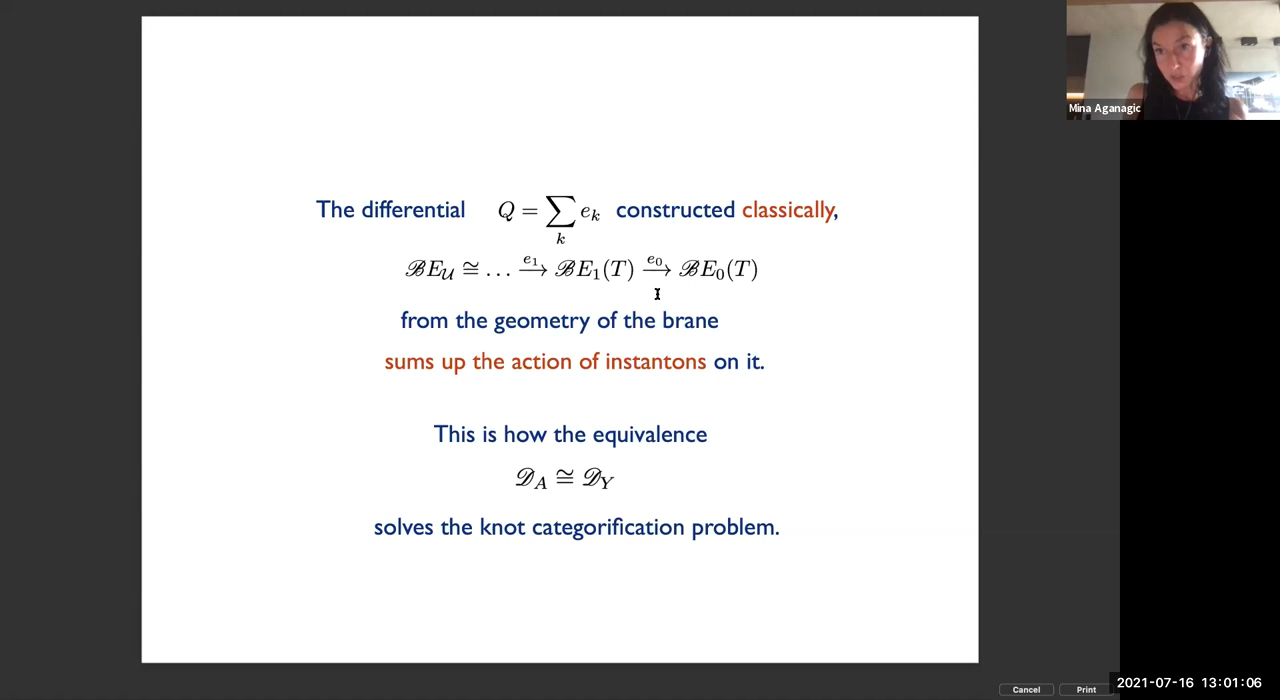 Mina Aganagic
The differential Q = ∑_k e_k constructed classically,
ℬE_𝒰 ≅ … →^{e_1} ℬE_1(T) →^{e_0} ℬE_0(T)
from the geometry of the brane
sums up the action of instantons on it.
This is how the equivalence
𝒟_A ≅ 𝒟_Y
solves the knot categorification problem.
Cancel Print 2021-07-16 13:01:06